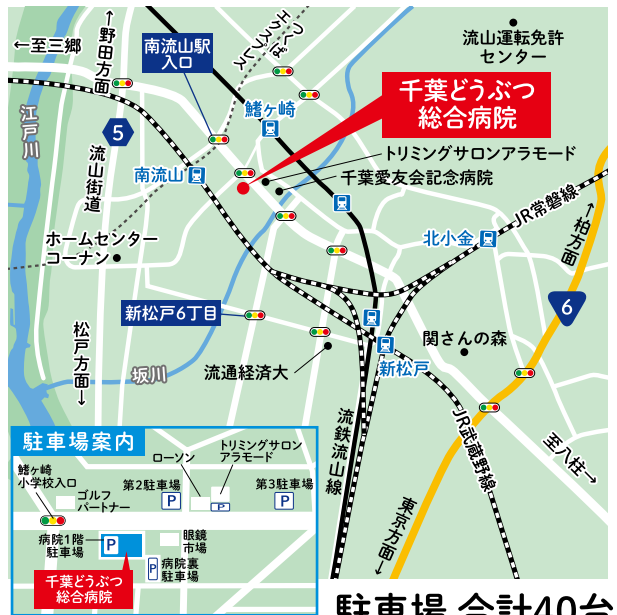 ←至三郷
↑野田方面
つくば
エクスプレス
南流山駅
入口
流山運転免許
センター
千葉どうぶつ
総合病院
鰭ヶ崎
江戸川
5
流山街道
南流山
トリミングサロンアラモード
千葉愛友会記念病院
JR常磐線
↑柏方面
北小金
ホームセンター
コーナン
6
新松戸6丁目
松戸方面↓
坂川
流通経済大
関さんの森
新松戸
流鉄流山線
JR武蔵野線
至八柱→
東京方面↓
駐車場案内
鰭ヶ崎
小学校入口
ゴルフ
パートナー
第2駐車場
P
ローソン
トリミングサロン
アラモード
P
第3駐車場
P
病院1階
駐車場
P
眼鏡
市場
P
病院裏
駐車場
千葉どうぶつ
総合病院
駐車場 合計40台